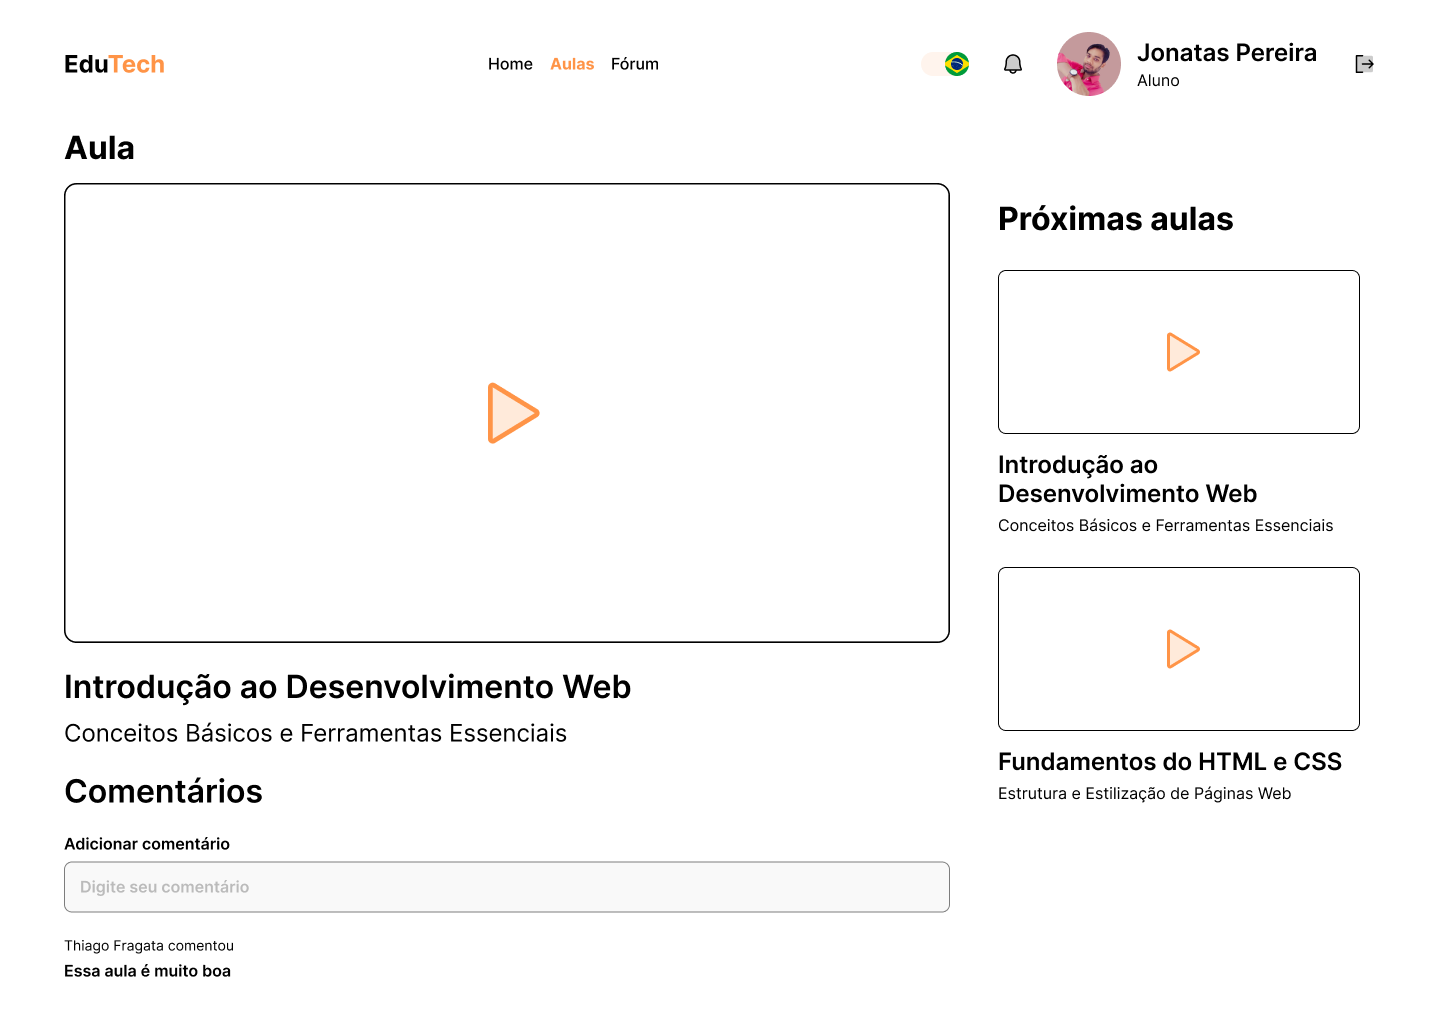 EduTech
Home Aulas Fórum
Jonatas Pereira
Aluno
Aula
Introdução ao Desenvolvimento Web
Conceitos Básicos e Ferramentas Essenciais
Comentários
Adicionar comentário
Digite seu comentário
Thiago Fragata comentou
Essa aula é muito boa
Próximas aulas
Introdução ao
Desenvolvimento Web
Conceitos Básicos e Ferramentas Essenciais
Fundamentos do HTML e CSS
Estrutura e Estilização de Páginas Web